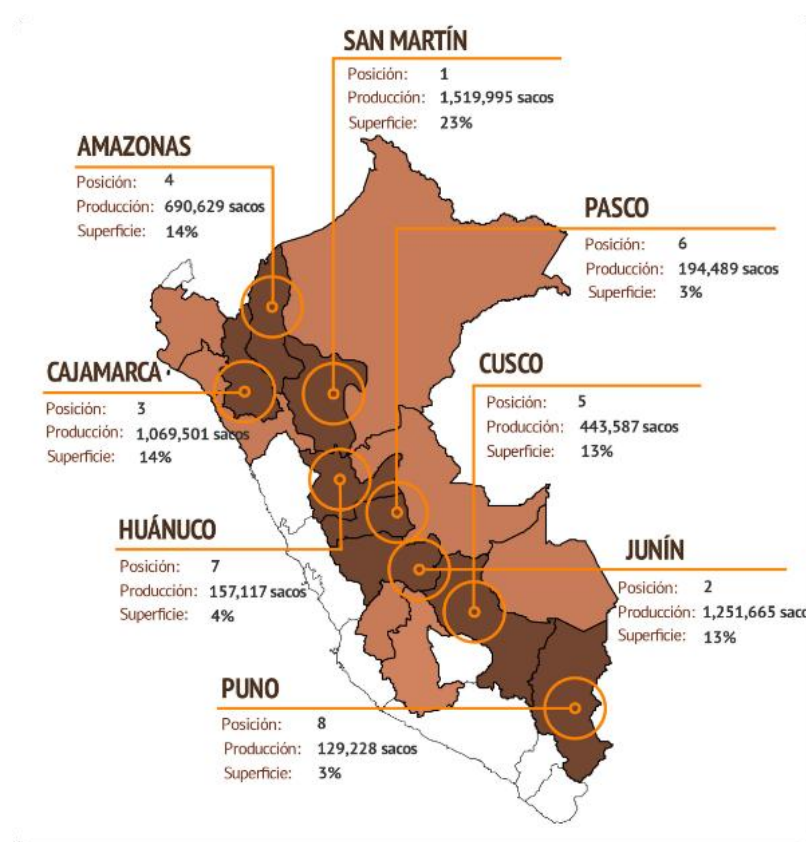 SAN MARTÍN
Posición: 1
Producción: 1,519,995 sacos
Superficie: 23%
AMAZONAS
Posición: 4
Producción: 690,629 sacos
Superficie: 14%
PASCO
Posición: 6
Producción: 194,489 sacos
Superficie: 3%
CAJAMARCA
Posición: 3
Producción: 1,069,501 sacos
Superficie: 14%
CUSCO
Posición: 5
Producción: 443,587 sacos
Superficie: 13%
HUÁNUCO
Posición: 7
Producción: 157,117 sacos
Superficie: 4%
JUNÍN
Posición: 2
Producción: 1,251,665 saco
Superficie: 13%
PUNO
Posición: 8
Producción: 129,228 sacos
Superficie: 3%